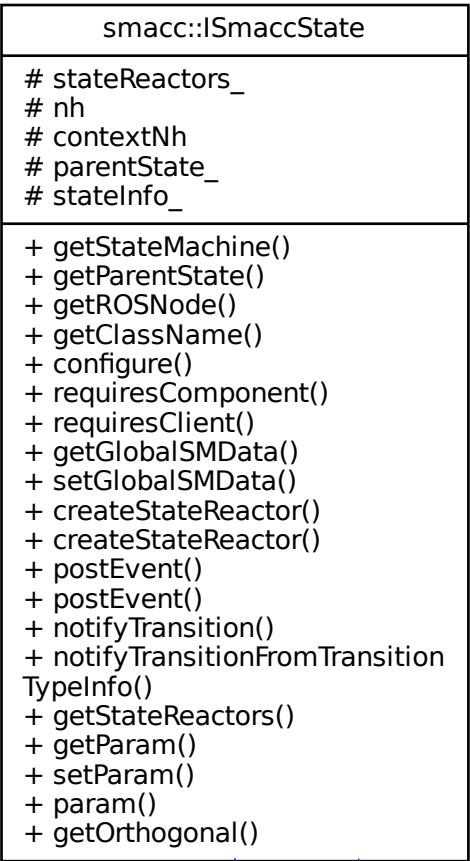 smacc::ISmaccState
# stateReactors_
# nh
# contextNh
# parentState_
# stateInfo_
+ getStateMachine()
+ getParentState()
+ getROSNode()
+ getClassName()
+ configure()
+ requiresComponent()
+ requiresClient()
+ getGlobalSMData()
+ setGlobalSMData()
+ createStateReactor()
+ createStateReactor()
+ postEvent()
+ postEvent()
+ notifyTransition()
+ notifyTransitionFromTransition
TypeInfo()
+ getStateReactors()
+ getParam()
+ setParam()
+ param()
+ getOrthogonal()